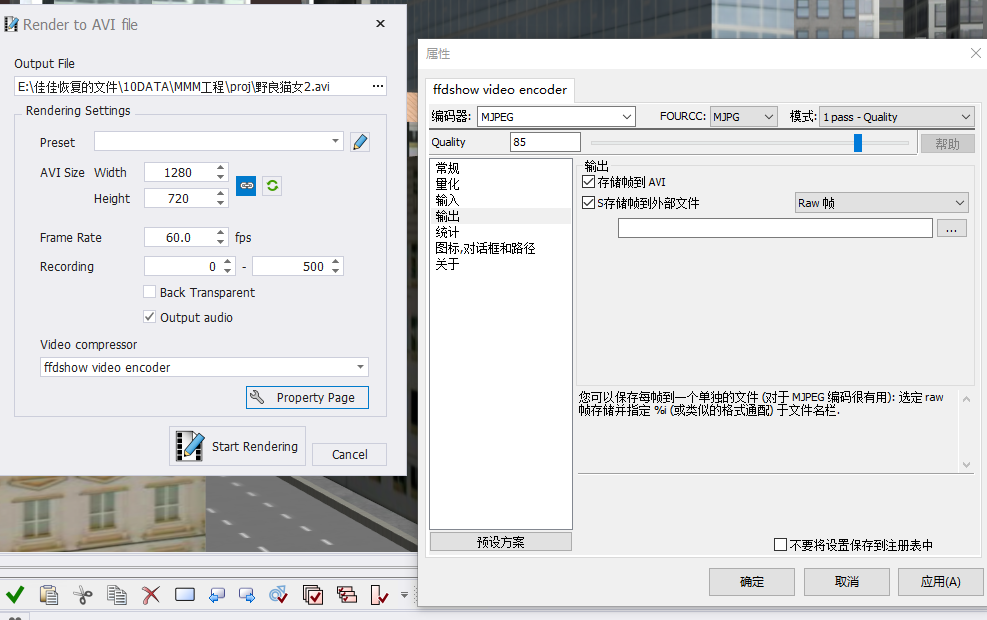 Render to AVI file
Output File
E:\佳佳恢复的文件\10DATA\MMM工程\proj\野良猫女2.avi
...
Rendering Settings
Preset
AVI Size Width 1280
Height 720
Frame Rate 60.0 fps
Recording 0 - 500
Back Transparent
Output audio
Video compressor
ffdshow video encoder
Property Page
Start Rendering
Cancel
属性
ffdshow video encoder
编码器: MJPEG FOURCC: MJPG 模式: 1 pass - Quality
Quality 85 帮助
常规
量化
输入
输出
统计
图标,对话框和路径
关于
预设方案
输出
存储帧到 AVI
S存储帧到外部文件 Raw 帧
...
您可以保存每帧到一个单独的文件 (对于 MJPEG 编码很有用): 选定 raw
帧存储并指定 %i (或类似的格式通配) 于文件名栏.
不要将设置保存到注册表中
确定 取消 应用(A)